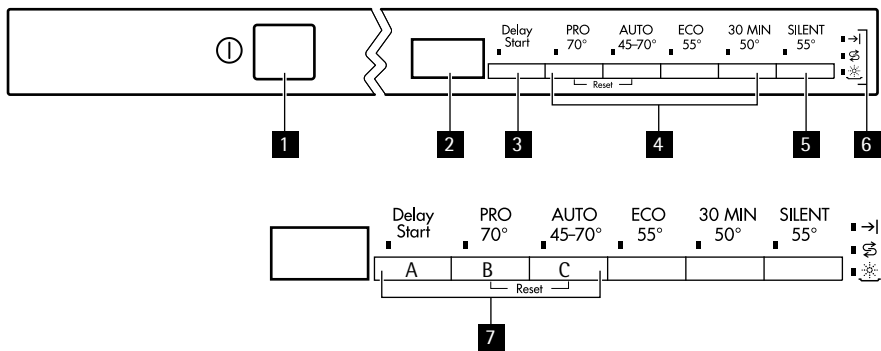 Delay Start PRO 70° AUTO 45–70° ECO 55° 30 MIN 50° SILENT 55°
Reset
1 2 3 4 5 6
Delay Start PRO 70° AUTO 45–70° ECO 55° 30 MIN 50° SILENT 55°
A B C
Reset
7